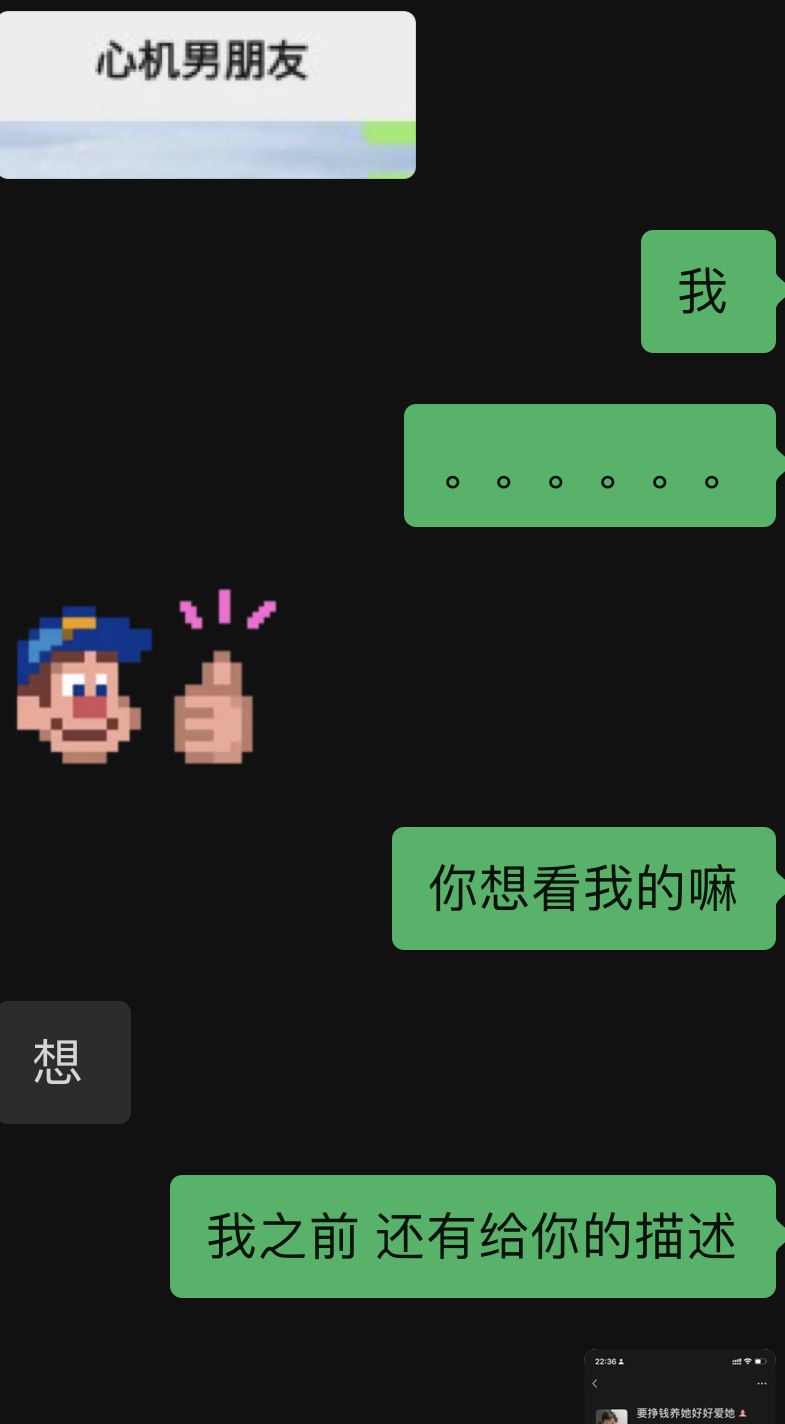 心机男朋友
我
。。。。。。
你想看我的嘛
想
我之前 还有给你的描述
22:36
要挣钱养她好好爱她